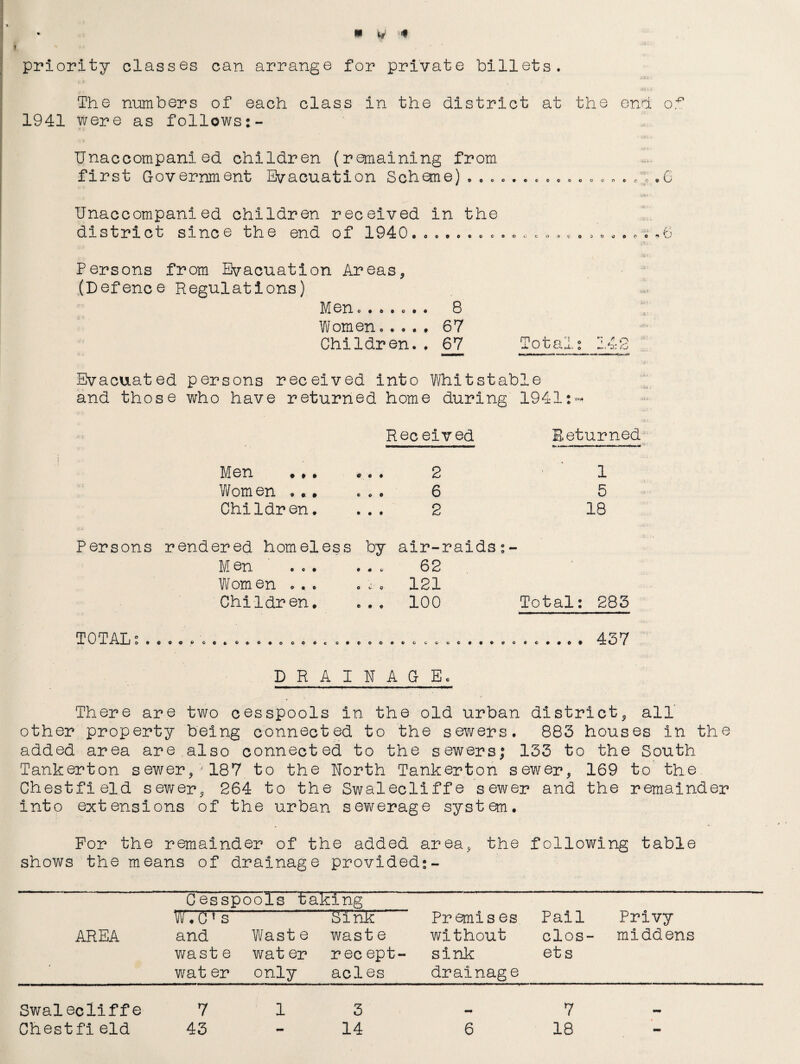 priority classes can arrange for private billets.
The numbers of each class in the district at the end of
1941 were as follows:-
Unaccompanied children (remaining from
first Government Evacuation Scheme)..................6
Unaccompanied children received in the
district since the end of 1940.......................6
Persons from Evacuation Areas,
(Defence Regulations)
Men....... 8
Women..... 67
Children.. 67 Total: 142
Evacuated persons received into Whitstable
and those who have returned home during 1941:-
Received Returned
Men ... ... 2 1
Women ... ... 6 5
Children. ... 2 18
Persons rendered homeless by air-raids:-
Men ... ... 62
Women ... ... 121
Children. ... 100 Total: 283
TOTAL:........................................ 437
DRAINAGE.
There are two cesspools in the old urban district, all
other property being connected to the sewers. 883 houses in the
added area are also connected to the sewers; 133 to the South
Tankerton sewer, 187 to the North Tankerton sewer, 169 to the
Chestfield sewer, 264 to the Swalecliffe sewer and the remainder
into extensions of the urban sewerage system.
For the remainder of the added area, the following table
shows the means of drainage provided:-
Cesspools taking
W.C's Sink Premises Pail Privy
AREA and Waste waste without clos- middens
waste water recept- sink ets
water only acles drainage
Swalecliffe 7 1 3 - 7 -
Chestfield 43 - 14 6 18 -